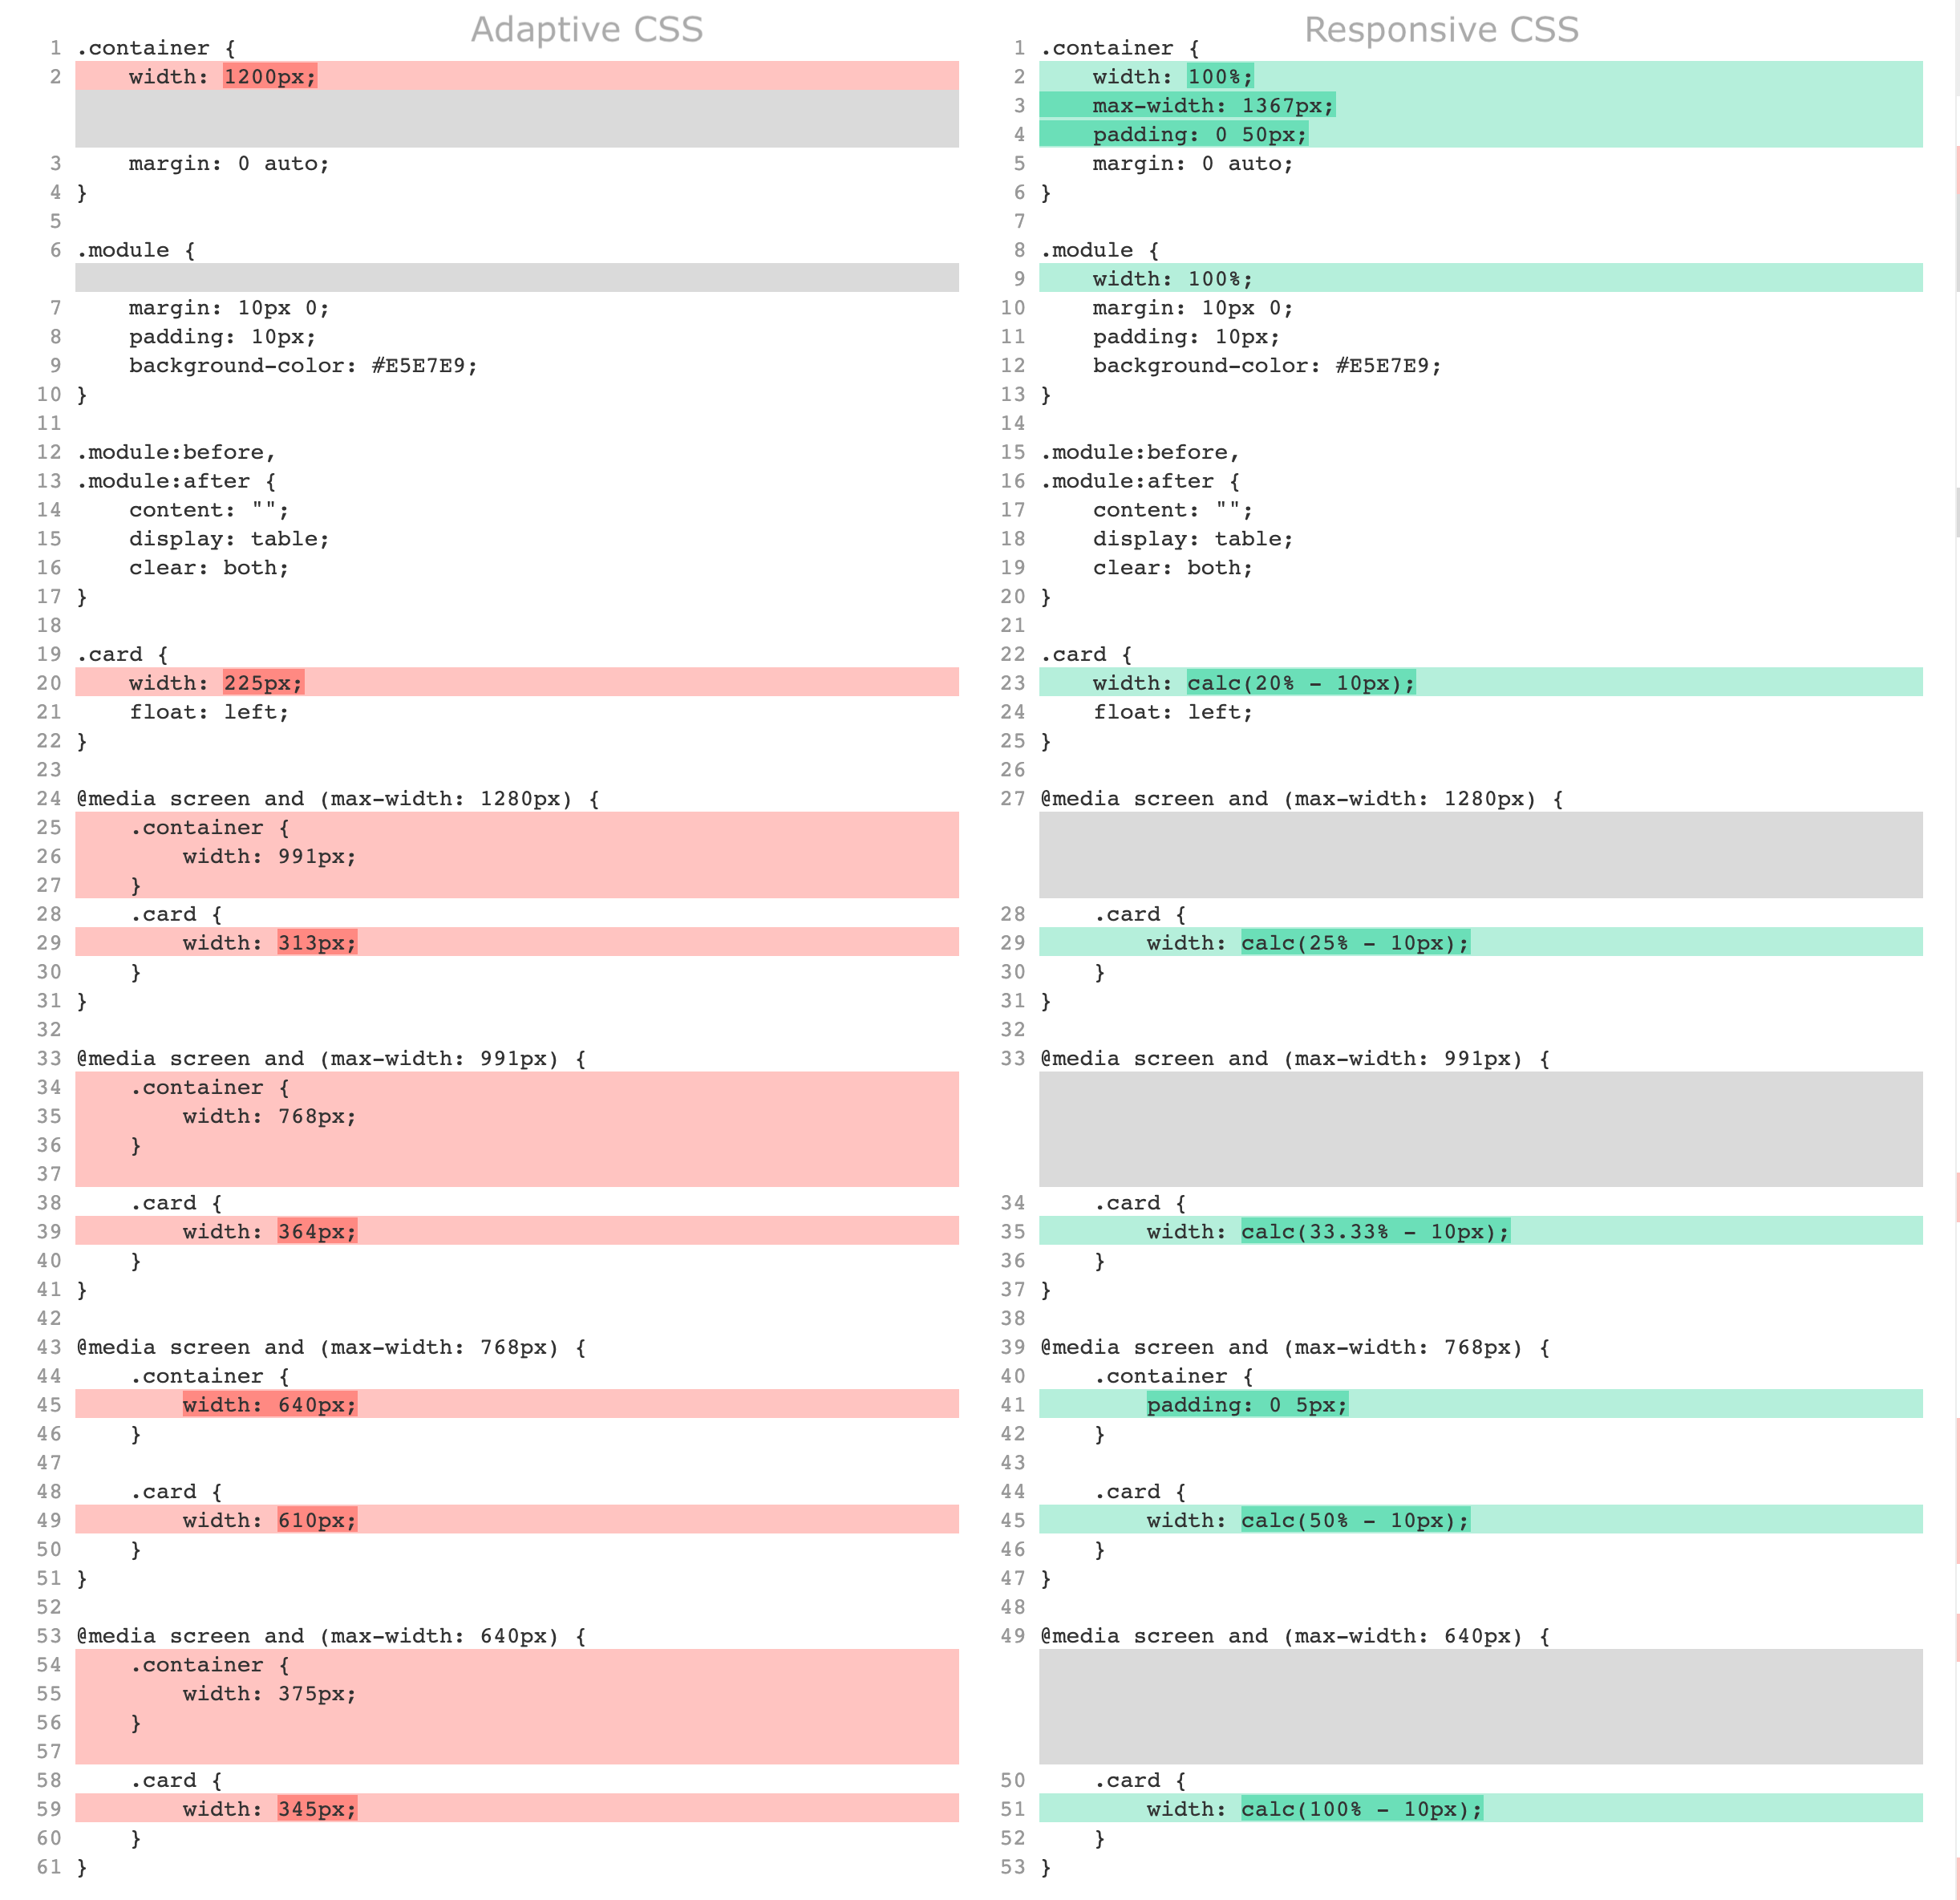 Adaptive CSS
1 .container {
2     width: 1200px;
3     margin: 0 auto;
4 }
5
6 .module {
7     margin: 10px 0;
8     padding: 10px;
9     background-color: #E5E7E9;
10 }
11
12 .module:before,
13 .module:after {
14     content: "";
15     display: table;
16     clear: both;
17 }
18
19 .card {
20     width: 225px;
21     float: left;
22 }
23
24 @media screen and (max-width: 1280px) {
25     .container {
26         width: 991px;
27     }
28     .card {
29         width: 313px;
30     }
31 }
32
33 @media screen and (max-width: 991px) {
34     .container {
35         width: 768px;
36     }
37
38     .card {
39         width: 364px;
40     }
41 }
42
43 @media screen and (max-width: 768px) {
44     .container {
45         width: 640px;
46     }
47
48     .card {
49         width: 610px;
50     }
51 }
52
53 @media screen and (max-width: 640px) {
54     .container {
55         width: 375px;
56     }
57
58     .card {
59         width: 345px;
60     }
61 }
Responsive CSS
1 .container {
2     width: 100%;
3     max-width: 1367px;
4     padding: 0 50px;
5     margin: 0 auto;
6 }
7
8 .module {
9     width: 100%;
10     margin: 10px 0;
11     padding: 10px;
12     background-color: #E5E7E9;
13 }
14
15 .module:before,
16 .module:after {
17     content: "";
18     display: table;
19     clear: both;
20 }
21
22 .card {
23     width: calc(20% - 10px);
24     float: left;
25 }
26
27 @media screen and (max-width: 1280px) {
28     .card {
29         width: calc(25% - 10px);
30     }
31 }
32
33 @media screen and (max-width: 991px) {
34     .card {
35         width: calc(33.33% - 10px);
36     }
37 }
38
39 @media screen and (max-width: 768px) {
40     .container {
41         padding: 0 5px;
42     }
43
44     .card {
45         width: calc(50% - 10px);
46     }
47 }
48
49 @media screen and (max-width: 640px) {
50     .card {
51         width: calc(100% - 10px);
52     }
53 }